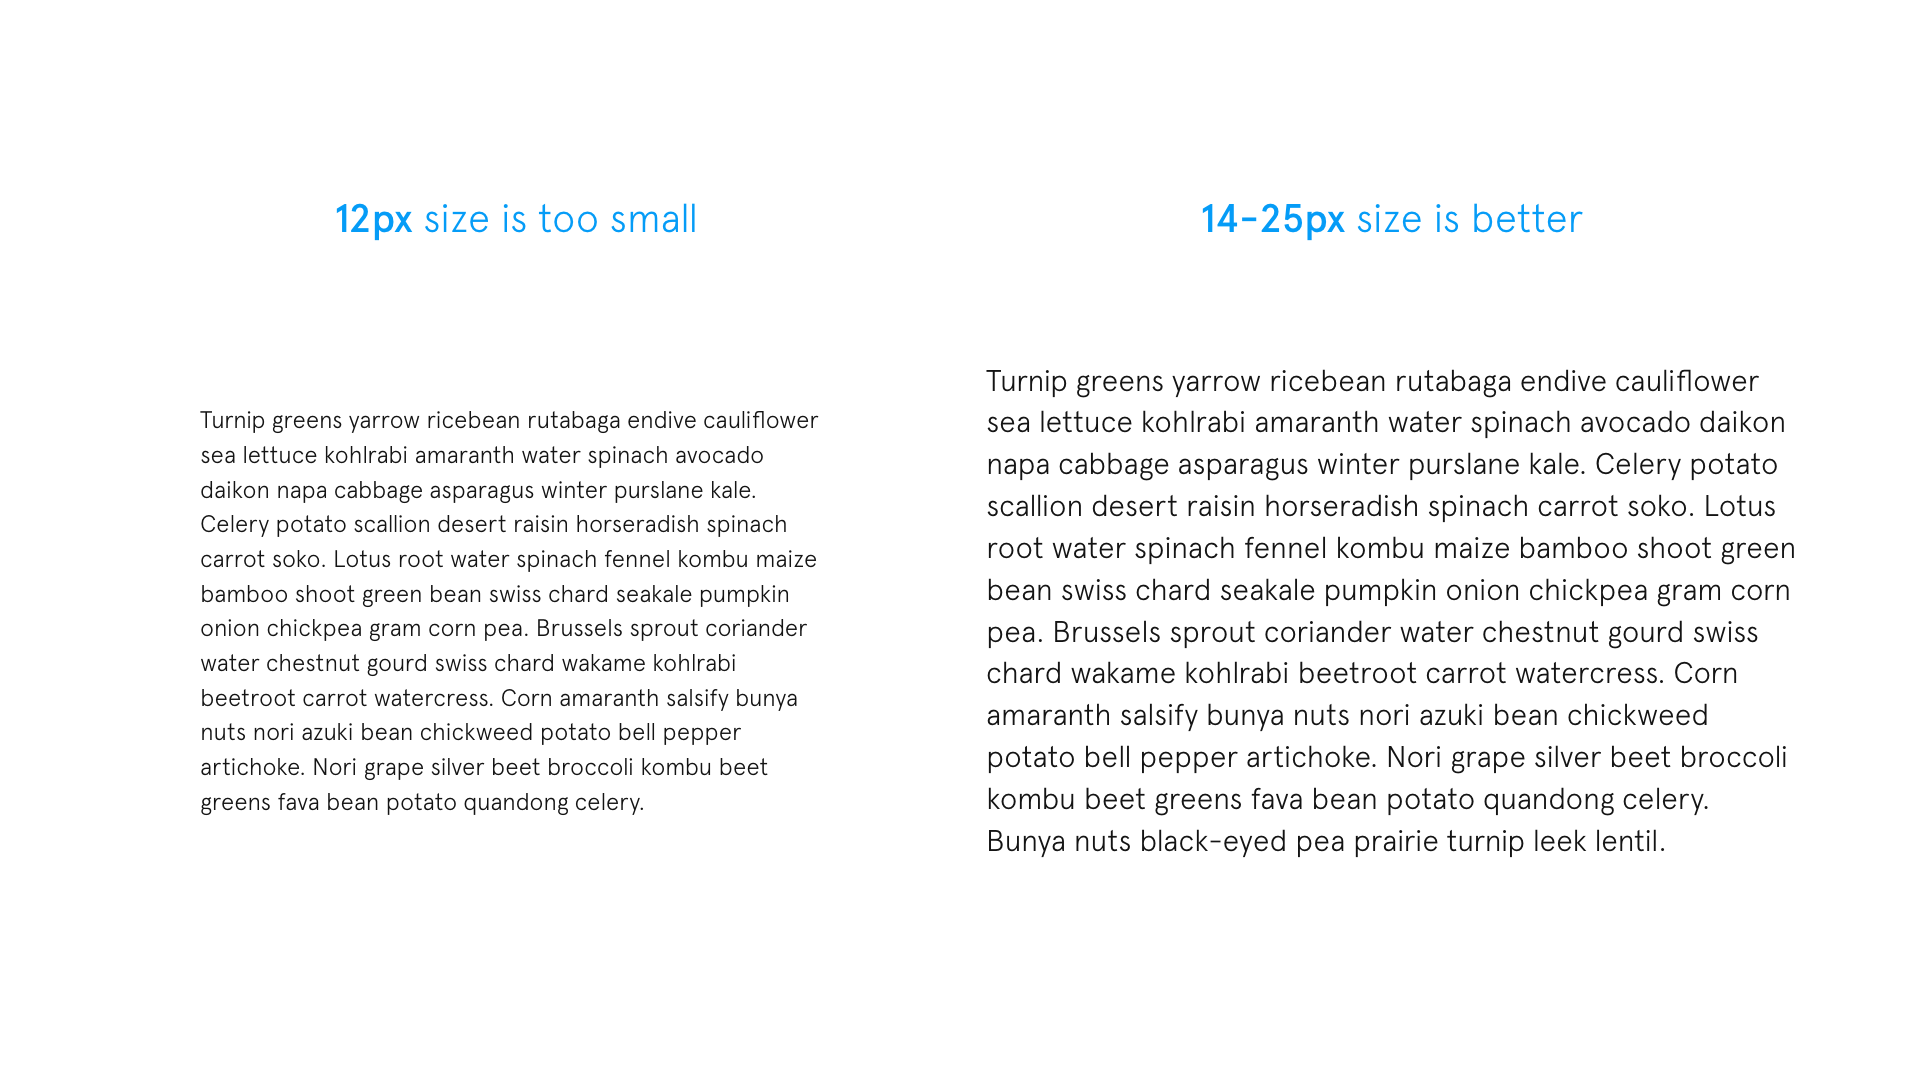 12px size is too small
Turnip greens yarrow ricebean rutabaga endive cauliflower
sea lettuce kohlrabi amaranth water spinach avocado
daikon napa cabbage asparagus winter purslane kale.
Celery potato scallion desert raisin horseradish spinach
carrot soko. Lotus root water spinach fennel kombu maize
bamboo shoot green bean swiss chard seakale pumpkin
onion chickpea gram corn pea. Brussels sprout coriander
water chestnut gourd swiss chard wakame kohlrabi
beetroot carrot watercress. Corn amaranth salsify bunya
nuts nori azuki bean chickweed potato bell pepper
artichoke. Nori grape silver beet broccoli kombu beet
greens fava bean potato quandong celery.
14-25px size is better
Turnip greens yarrow ricebean rutabaga endive cauliflower
sea lettuce kohlrabi amaranth water spinach avocado daikon
napa cabbage asparagus winter purslane kale. Celery potato
scallion desert raisin horseradish spinach carrot soko. Lotus
root water spinach fennel kombu maize bamboo shoot green
bean swiss chard seakale pumpkin onion chickpea gram corn
pea. Brussels sprout coriander water chestnut gourd swiss
chard wakame kohlrabi beetroot carrot watercress. Corn
amaranth salsify bunya nuts nori azuki bean chickweed
potato bell pepper artichoke. Nori grape silver beet broccoli
kombu beet greens fava bean potato quandong celery.
Bunya nuts black-eyed pea prairie turnip leek lentil.